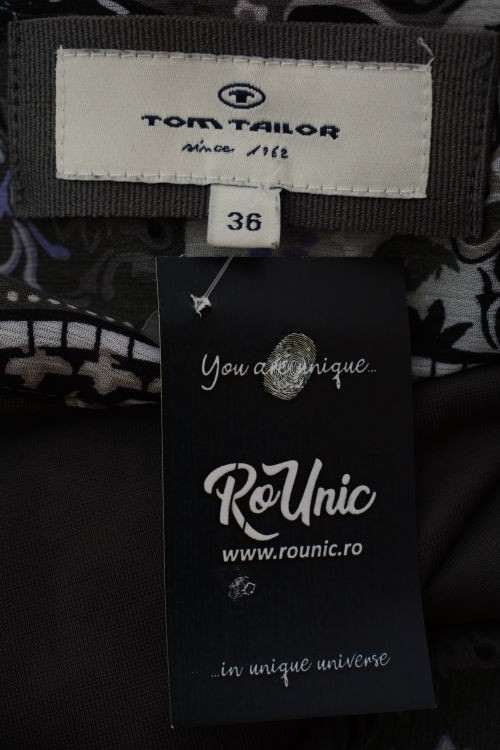 T
TOM TAILOR
since 1962
36
You are unique...
RoUnic
www.rounic.ro
...in unique universe